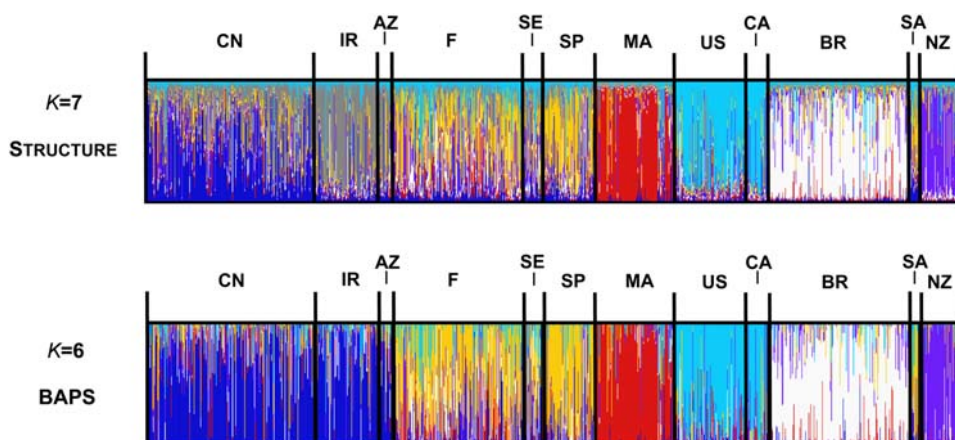 AZ SE SA
CN IR F SP MA US CA BR NZ
K=7
STRUCTURE
AZ SE CA SA
CN IR F SP MA US BR NZ
K=6
BAPS